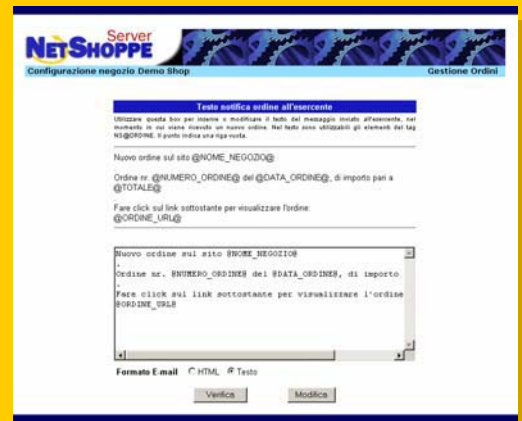 Server
NETSHOPPE
Configurazione negozio Demo Shop
Gestione Ordini
Testo notifica ordine all'esercente
Utilizzare questa box per inserire o modificare il testo del messaggio inviato all'esercente, nel
momento in cui viene ricevuto un nuovo ordine. Nel testo sono utilizzabili gli elementi del tag
NS@ORDINE. Il punto indica una riga vuota.
Nuovo ordine sul sito @NOME_NEGOZIO@
Ordine nr. @NUMERO_ORDINE@ del @DATA_ORDINE@, di importo pari a
@TOTALE@
.
Fare click sul link sottostante per visualizzare l'ordine:
@ORDINE_URL@
Nuovo ordine sul sito @NOME_NEGOZIO@
.
Ordine nr. @NUMERO_ORDINE@ del @DATA_ORDINE@, di importo
.
Fare click sul link sottostante per visualizzare l'ordine
@ORDINE_URL@
Formato E-mail HTML Testo
Verifica Modifica